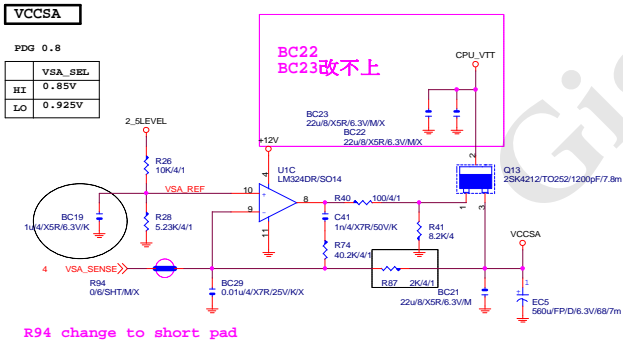 VCCSA
PDG 0.8
VSA_SEL
HI 0.85V
LO 0.925V
BC22
BC23改不上
CPU_VTT
BC23
22u/8/X5R/6.3V/M/X
BC22
22u/8/X5R/6.3V/M/X
2_5LEVEL
+12V
R26
10K/4/1
VSA_REF
10
9
4
11
8
+
-
U1C
LM324DR/SO14
R40
100/4/1
2
1
3
Q13
2SK4212/TO252/1200pF/7.8m
BC19
1u/4/X5R/6.3V/K
R28
5.23K/4/1
C41
1n/4/X7R/50V/K
R41
8.2K/4
R74
40.2K/4/1
VCCSA
4 VSA_SENSE
R94
0/6/SHT/M/X
BC29
0.01u/4/X7R/25V/K/X
R87 2K/4/1
BC21
22u/8/X5R/6.3V/M
1
EC5
560u/FP/D/6.3V/68/7m
R94 change to short pad